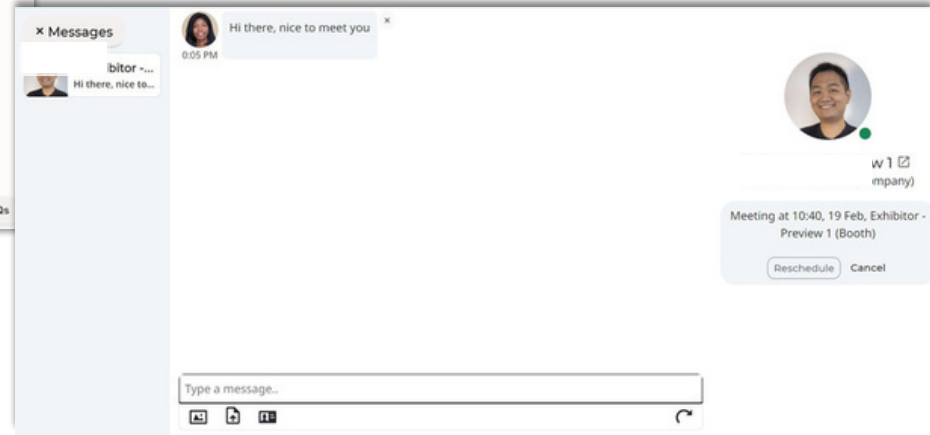 × Messages
ibitor -...
Hi there, nice to...
Hi there, nice to meet you
×
0:05 PM
w 1
mpany)
Meeting at 10:40, 19 Feb, Exhibitor -
Preview 1 (Booth)
Reschedule Cancel
Type a message..
Qs